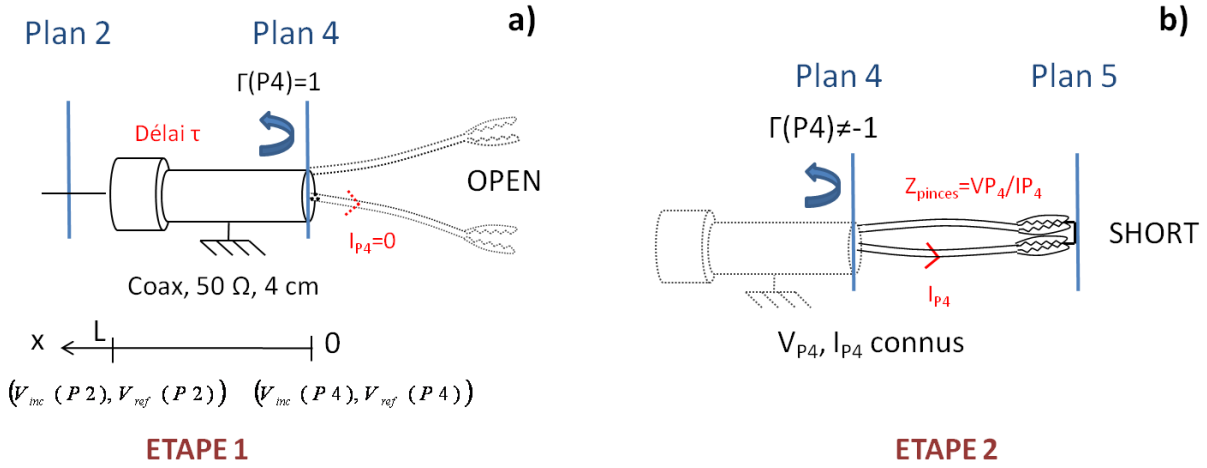 a)
Plan 2
Plan 4
Γ(P4)=1
Délai τ
OPEN
I_P4=0
Coax, 50 Ω, 4 cm
x
L
0
(V_inc (P2), V_ref (P2))
(V_inc (P4), V_ref (P4))
ETAPE 1
b)
Plan 4
Plan 5
Γ(P4)≠-1
Z_pinces=VP_4/IP_4
SHORT
I_P4
V_P4, I_P4 connus
ETAPE 2